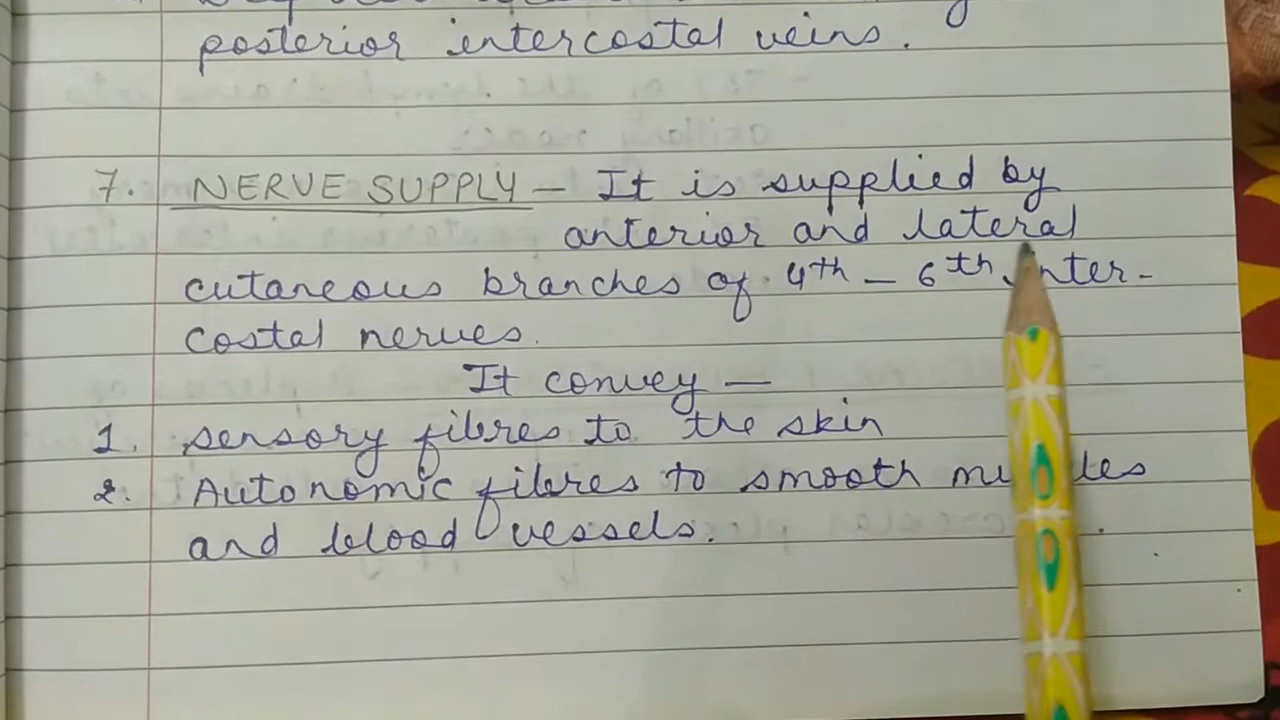 posterior intercostal veins.
7. NERVE SUPPLY – It is supplied by
anterior and lateral
cutaneous branches of 4th – 6th inter-
costal nerves.
It convey –
1. sensory fibres to the skin
2. Autonomic fibres to smooth muscles
and blood vessels.